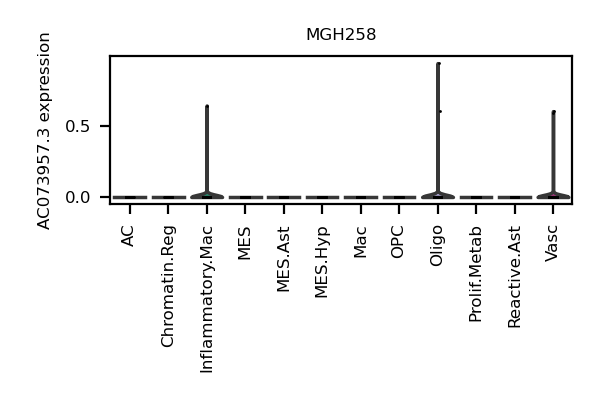 MGH258
AC073957.3 expression
0.5
0.0
AC
Chromatin.Reg
Inflammatory.Mac
MES
MES.Ast
MES.Hyp
Mac
OPC
Oligo
Prolif.Metab
Reactive.Ast
Vasc